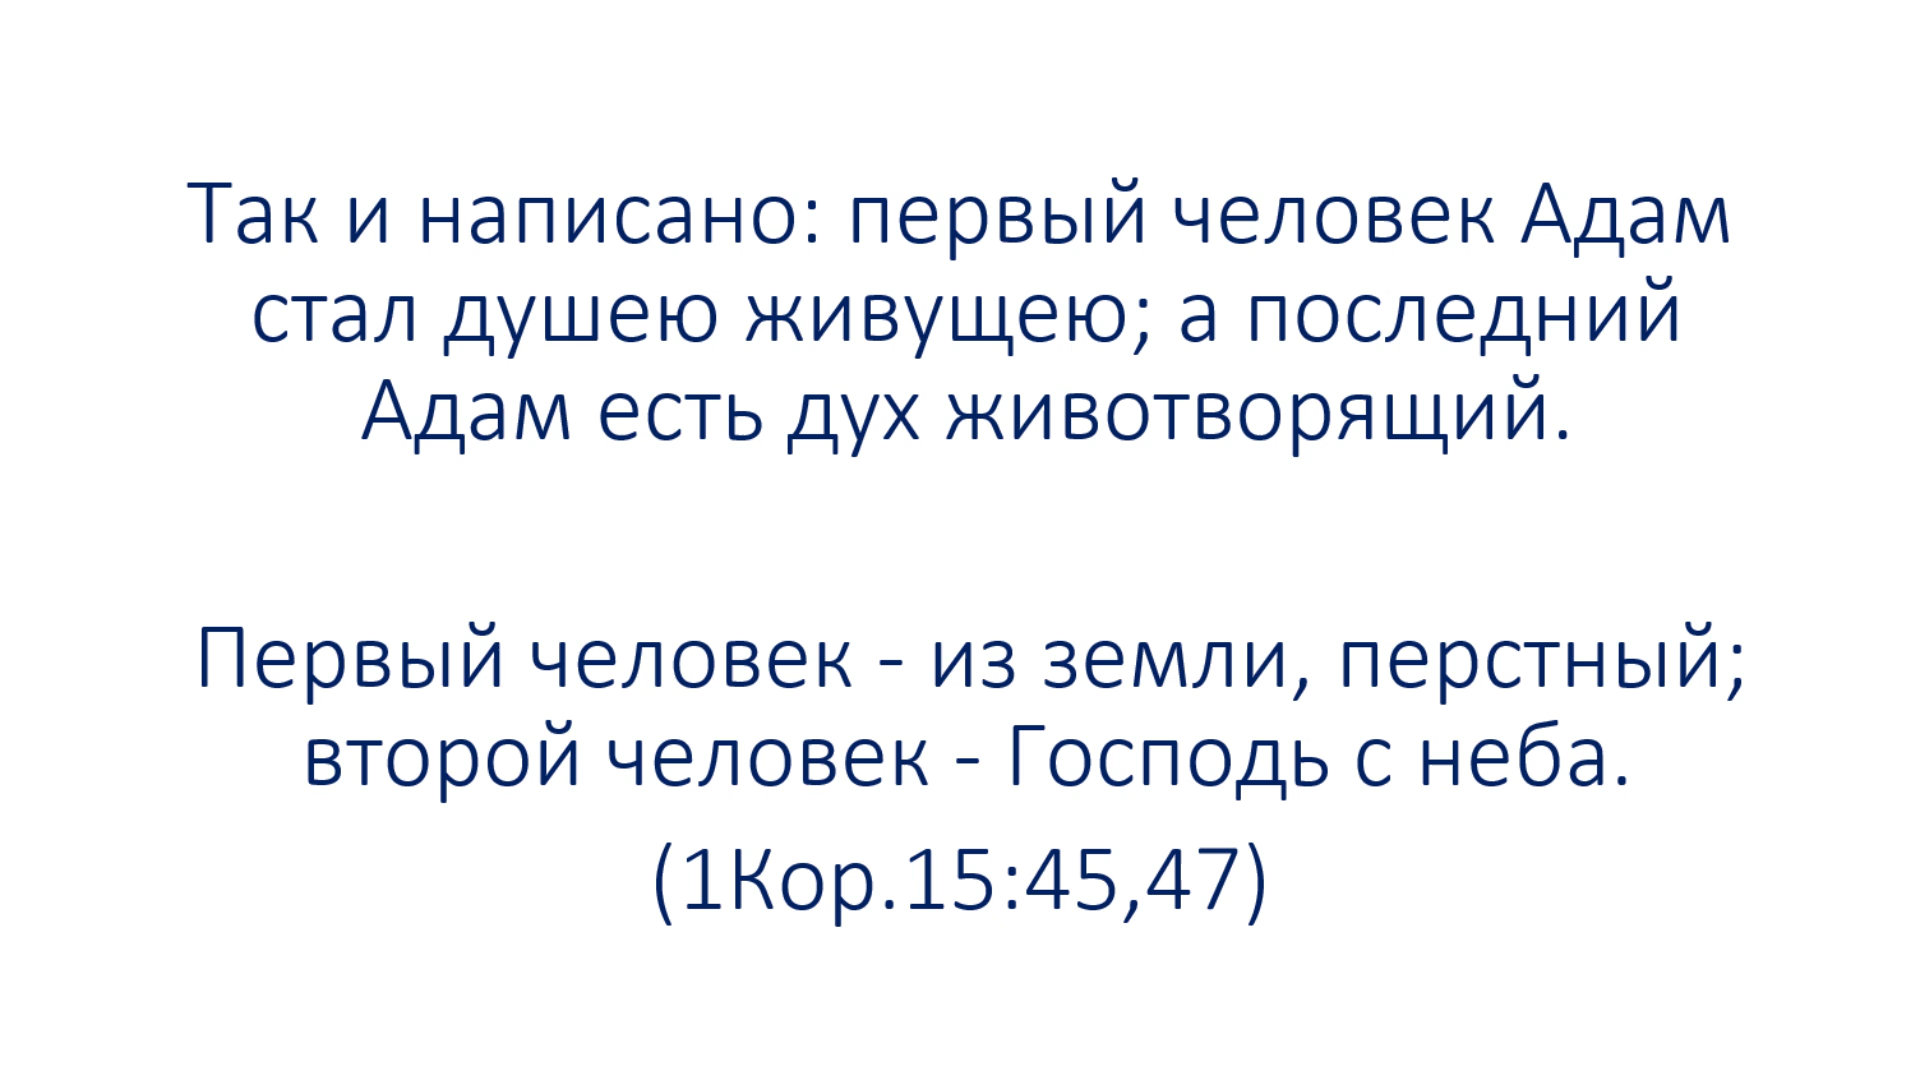 Так и написано: первый человек Адам
стал душею живущею; а последний
Адам есть дух животворящий.
Первый человек - из земли, перстный;
второй человек - Господь с неба.
(1Кор.15:45,47)